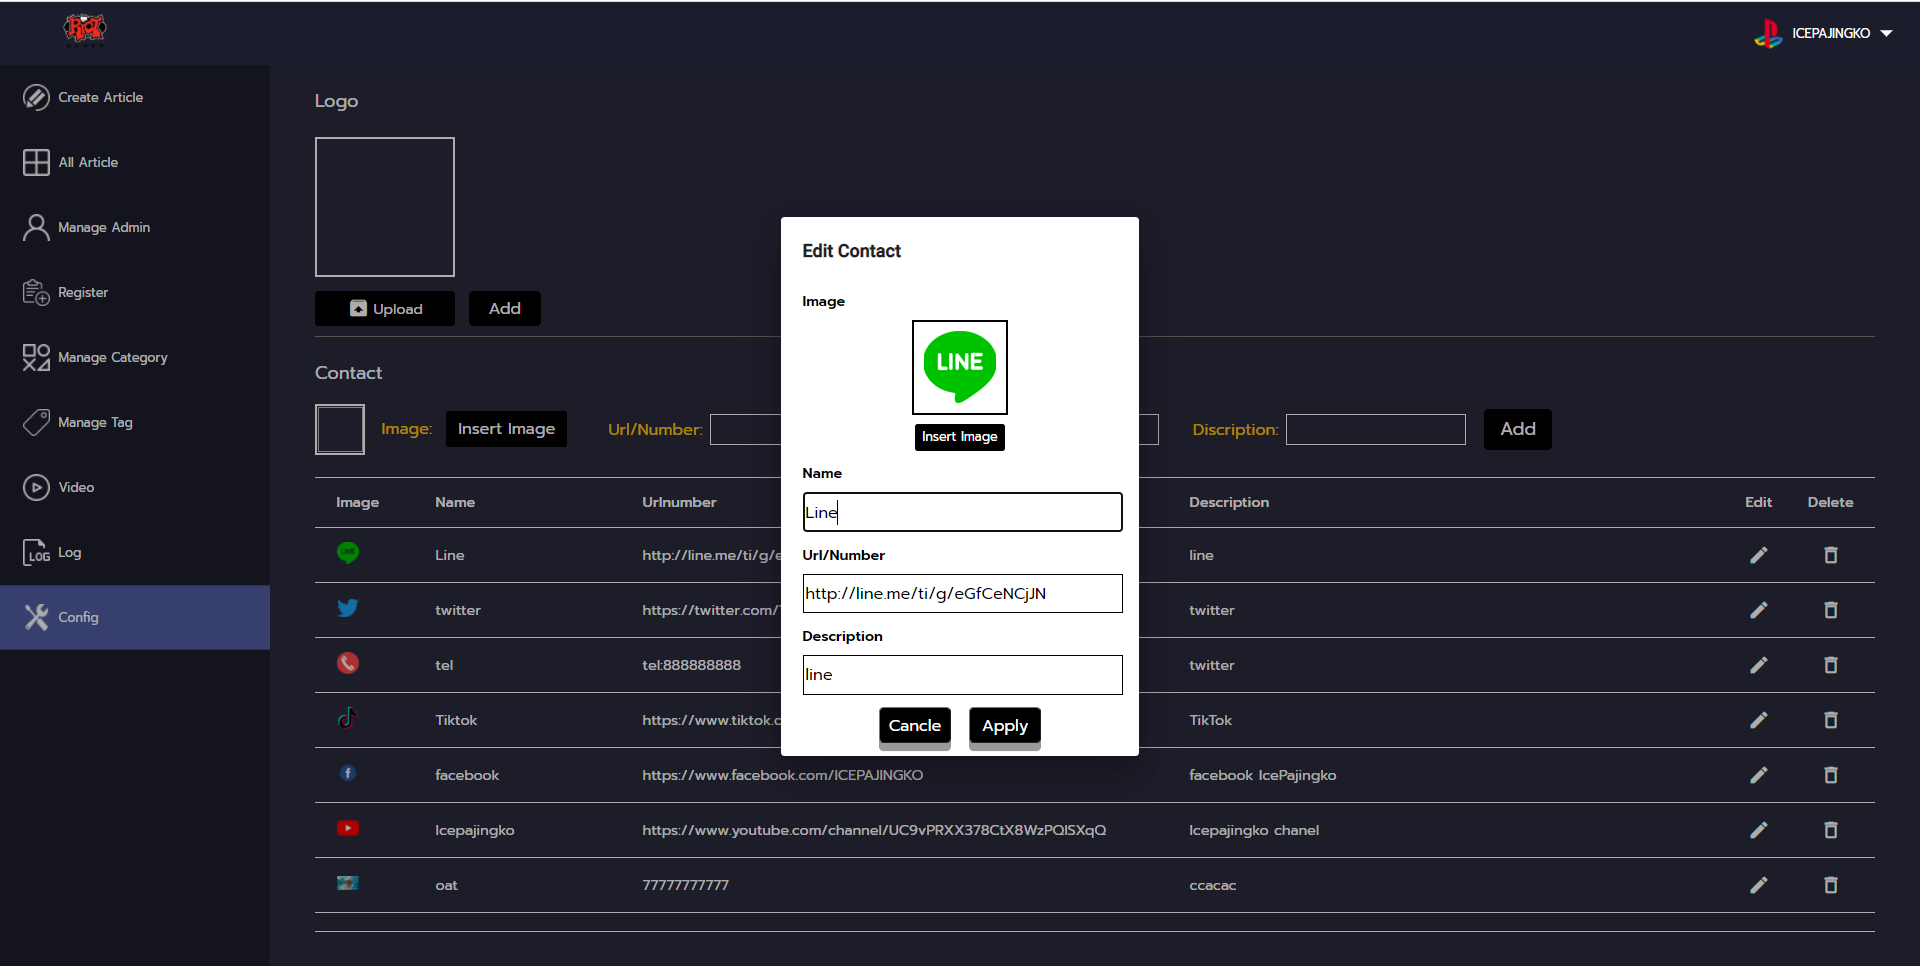 RIOT
ICEPAJINGKO
Create Article
All Article
Manage Admin
Register
Manage Category
Manage Tag
Video
LOG Log
Config
Logo
Upload Add
Contact
Image: Insert Image Url/Number: Discription: Add
Image Name Urlnumber Description Edit Delete
LINE Line http://line.me/ti/g/e line
twitter https://twitter.com/ twitter
tel tel:888888888 twitter
Tiktok https://www.tiktok.c TikTok
facebook https://www.facebook.com/ICEPAJINGKO facebook IcePajingko
Icepajingko https://www.youtube.com/channel/UC9vPRXX378CtX8WzPQISXqQ Icepajingko chanel
oat 77777777777 ccacac
Edit Contact
Image
LINE
Insert Image
Name
Line
Url/Number
http://line.me/ti/g/eGfCeNCjJN
Description
line
Cancle Apply